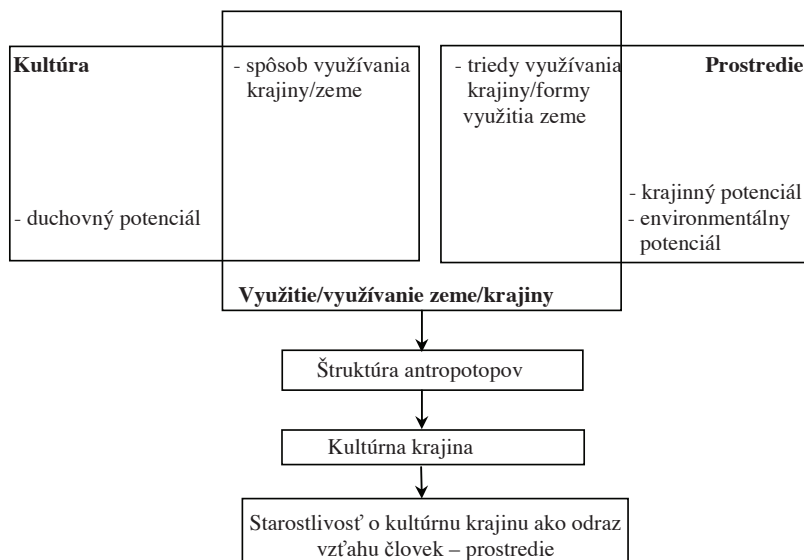 Kultúra
- spôsob využívania
krajiny/zeme
- duchovný potenciál
- triedy využívania
krajiny/formy
využitia zeme
Prostredie
- krajinný potenciál
- environmentálny
potenciál
Využitie/využívanie zeme/krajiny
Štruktúra antropotopov
Kultúrna krajina
Starostlivosť o kultúrnu krajinu ako odraz
vzťahu človek – prostredie